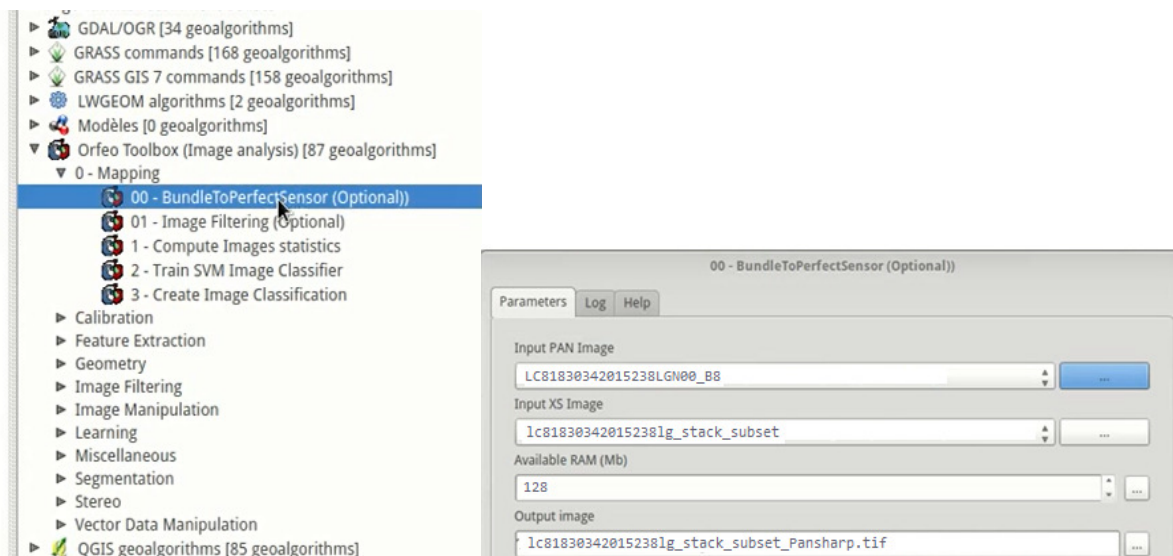 GDAL/OGR [34 geoalgorithms]
GRASS commands [168 geoalgorithms]
GRASS GIS 7 commands [158 geoalgorithms]
LWGEOM algorithms [2 geoalgorithms]
Modèles [0 geoalgorithms]
Orfeo Toolbox (Image analysis) [87 geoalgorithms]
0 - Mapping
00 - BundleToPerfectSensor (Optional))
01 - Image Filtering (Optional)
1 - Compute Images statistics
2 - Train SVM Image Classifier
3 - Create Image Classification
Calibration
Feature Extraction
Geometry
Image Filtering
Image Manipulation
Learning
Miscellaneous
Segmentation
Stereo
Vector Data Manipulation
QGIS geoalgorithms [85 geoalgorithms]
00 - BundleToPerfectSensor (Optional))
Parameters Log Help
Input PAN Image
LC81830342015238LGN00_B8 ...
Input XS Image
lc81830342015238lg_stack_subset ...
Available RAM (Mb)
128 ...
Output image
lc81830342015238lg_stack_subset_Pansharp.tif ...